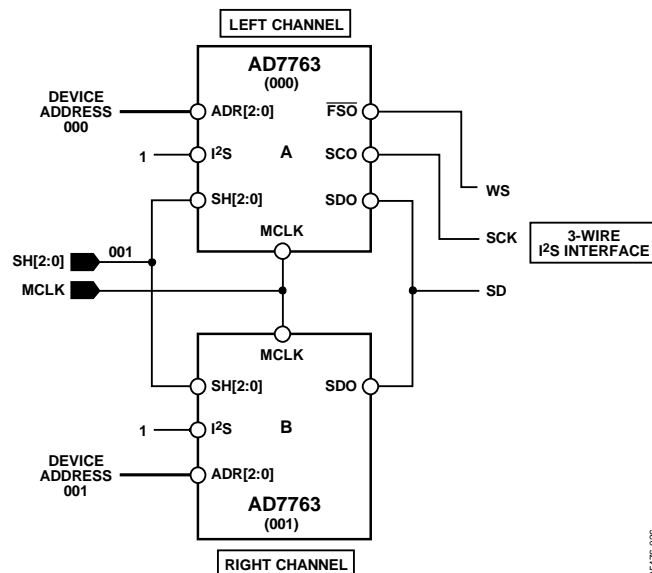 LEFT CHANNEL
AD7763
(000)
DEVICE
ADDRESS
000
ADR[2:0]
FSO
1
I2S
A
SCO
SH[2:0]
SDO
MCLK
WS
SCK
3-WIRE
I2S INTERFACE
SH[2:0]
001
MCLK
SD
MCLK
SH[2:0]
SDO
1
I2S
B
DEVICE
ADDRESS
001
ADR[2:0]
AD7763
(001)
RIGHT CHANNEL